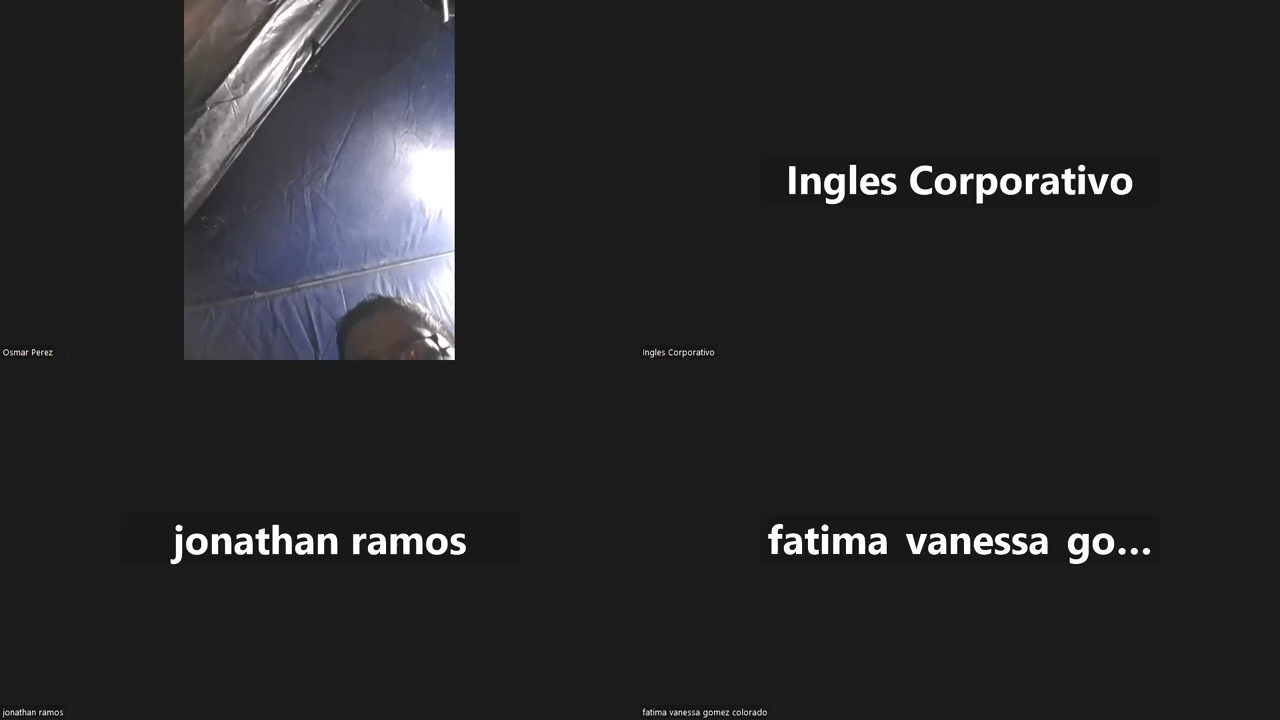 Osmar Perez
Ingles Corporativo
Ingles Corporativo
jonathan ramos
jonathan ramos
fatima vanessa go...
fatima vanessa gomez colorado